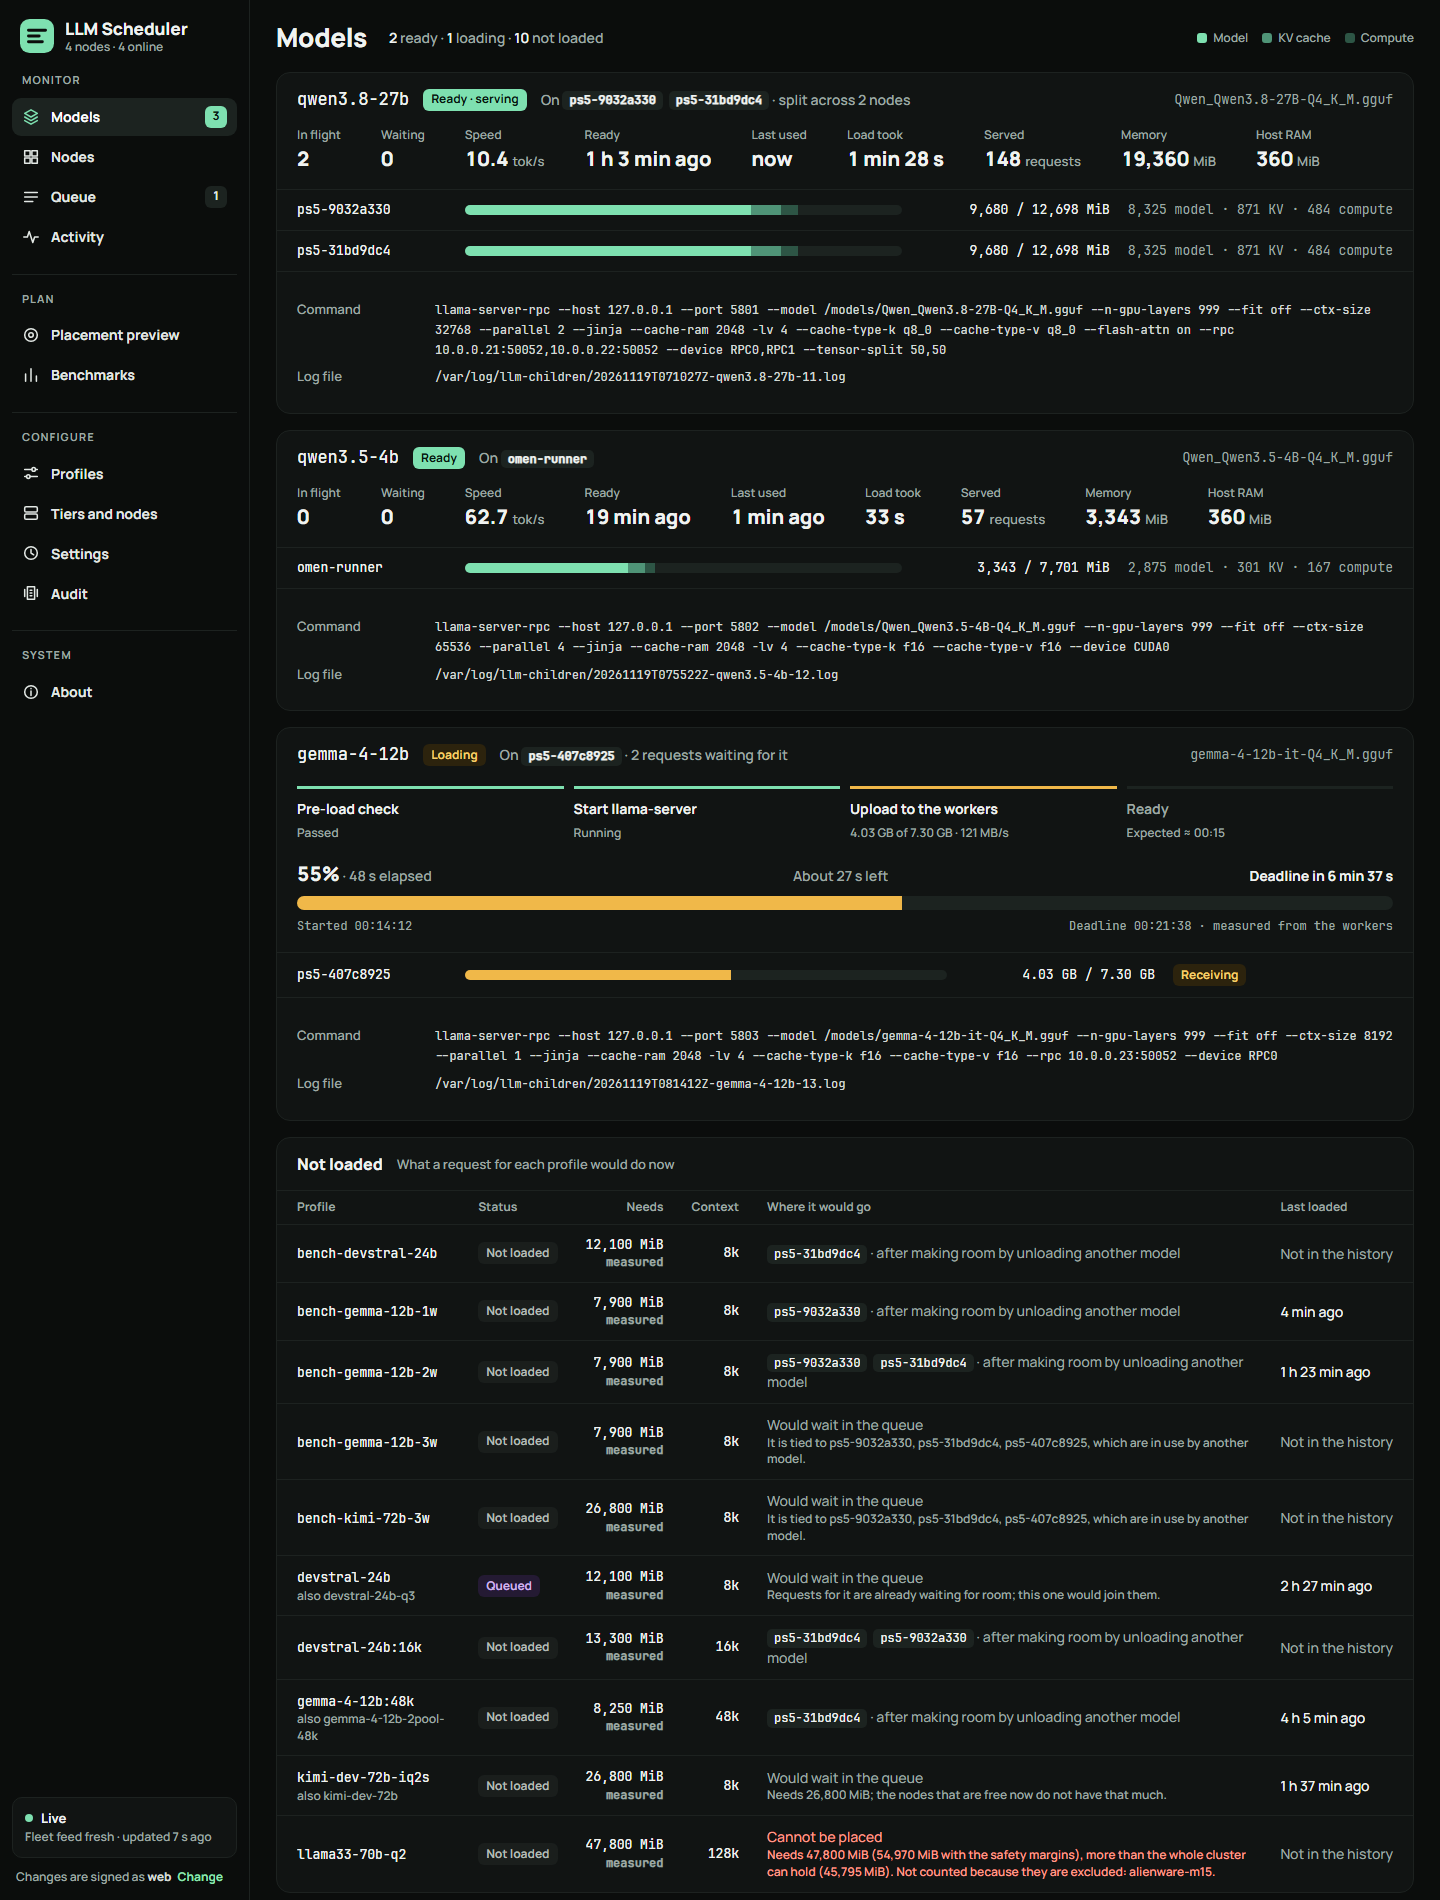 LLM Scheduler
4 nodes · 4 online
MONITOR
Models 3
Nodes
Queue 1
Activity
PLAN
Placement preview
Benchmarks
CONFIGURE
Profiles
Tiers and nodes
Settings
Audit
SYSTEM
About
Live
Fleet feed fresh · updated 7 s ago
Changes are signed as web Change
Models 2 ready · 1 loading · 10 not loaded
Model KV cache Compute
qwen3.8-27b Ready · serving On ps5-9032a330 ps5-31bd9dc4 · split across 2 nodes Qwen_Qwen3.8-27B-Q4_K_M.gguf
In flight Waiting Speed Ready Last used Load took Served Memory Host RAM
2 0 10.4 tok/s 1 h 3 min ago now 1 min 28 s 148 requests 19,360 MiB 360 MiB
ps5-9032a330 9,680 / 12,698 MiB 8,325 model · 871 KV · 484 compute
ps5-31bd9dc4 9,680 / 12,698 MiB 8,325 model · 871 KV · 484 compute
Command llama-server-rpc --host 127.0.0.1 --port 5801 --model /models/Qwen_Qwen3.8-27B-Q4_K_M.gguf --n-gpu-layers 999 --fit off --ctx-size
32768 --parallel 2 --jinja --cache-ram 2048 -lv 4 --cache-type-k q8_0 --cache-type-v q8_0 --flash-attn on --rpc
10.0.0.21:50052,10.0.0.22:50052 --device RPC0,RPC1 --tensor-split 50,50
Log file /var/log/llm-children/20261119T071027Z-qwen3.8-27b-11.log
qwen3.5-4b Ready On omen-runner Qwen_Qwen3.5-4B-Q4_K_M.gguf
In flight Waiting Speed Ready Last used Load took Served Memory Host RAM
0 0 62.7 tok/s 19 min ago 1 min ago 33 s 57 requests 3,343 MiB 360 MiB
omen-runner 3,343 / 7,701 MiB 2,875 model · 301 KV · 167 compute
Command llama-server-rpc --host 127.0.0.1 --port 5802 --model /models/Qwen_Qwen3.5-4B-Q4_K_M.gguf --n-gpu-layers 999 --fit off --ctx-size
65536 --parallel 4 --jinja --cache-ram 2048 -lv 4 --cache-type-k f16 --cache-type-v f16 --device CUDA0
Log file /var/log/llm-children/20261119T075522Z-qwen3.5-4b-12.log
gemma-4-12b Loading On ps5-407c8925 · 2 requests waiting for it gemma-4-12b-it-Q4_K_M.gguf
Pre-load check Start llama-server Upload to the workers Ready
Passed Running 4.03 GB of 7.30 GB · 121 MB/s Expected ≈ 00:15
55% · 48 s elapsed About 27 s left Deadline in 6 min 37 s
Started 00:14:12 Deadline 00:21:38 · measured from the workers
ps5-407c8925 4.03 GB / 7.30 GB Receiving
Command llama-server-rpc --host 127.0.0.1 --port 5803 --model /models/gemma-4-12b-it-Q4_K_M.gguf --n-gpu-layers 999 --fit off --ctx-size 8192
--parallel 1 --jinja --cache-ram 2048 -lv 4 --cache-type-k f16 --cache-type-v f16 --rpc 10.0.0.23:50052 --device RPC0
Log file /var/log/llm-children/20261119T081412Z-gemma-4-12b-13.log
Not loaded What a request for each profile would do now
Profile Status Needs Context Where it would go Last loaded
bench-devstral-24b Not loaded 12,100 MiB measured 8k ps5-31bd9dc4 · after making room by unloading another model Not in the history
bench-gemma-12b-1w Not loaded 7,900 MiB measured 8k ps5-9032a330 · after making room by unloading another model 4 min ago
bench-gemma-12b-2w Not loaded 7,900 MiB measured 8k ps5-9032a330 ps5-31bd9dc4 · after making room by unloading another
model 1 h 23 min ago
bench-gemma-12b-3w Not loaded 7,900 MiB measured 8k Would wait in the queue
It is tied to ps5-9032a330, ps5-31bd9dc4, ps5-407c8925, which are in use by another
model. Not in the history
bench-kimi-72b-3w Not loaded 26,800 MiB measured 8k Would wait in the queue
It is tied to ps5-9032a330, ps5-31bd9dc4, ps5-407c8925, which are in use by another
model. Not in the history
devstral-24b
also devstral-24b-q3 Queued 12,100 MiB measured 8k Would wait in the queue
Requests for it are already waiting for room; this one would join them. 2 h 27 min ago
devstral-24b:16k Not loaded 13,300 MiB measured 16k ps5-31bd9dc4 ps5-9032a330 · after making room by unloading another
model Not in the history
gemma-4-12b:48k
also gemma-4-12b-2pool-
48k Not loaded 8,250 MiB measured 48k ps5-31bd9dc4 · after making room by unloading another model 4 h 5 min ago
kimi-dev-72b-iq2s
also kimi-dev-72b Not loaded 26,800 MiB measured 8k Would wait in the queue
Needs 26,800 MiB; the nodes that are free now do not have that much. 1 h 37 min ago
llama33-70b-q2 Not loaded 47,800 MiB measured 128k Cannot be placed
Needs 47,800 MiB (54,970 MiB with the safety margins), more than the whole cluster
can hold (45,795 MiB). Not counted because they are excluded: alienware-m15. Not in the history